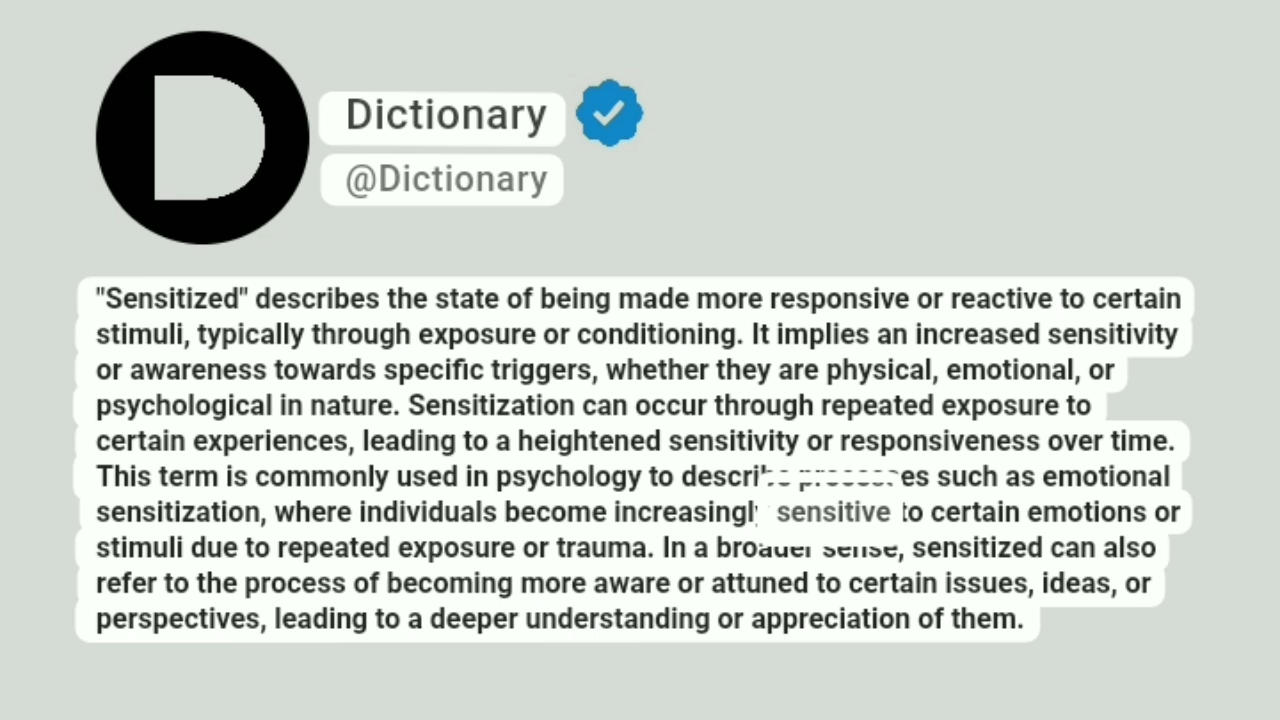 D
Dictionary
@Dictionary
"Sensitized" describes the state of being made more responsive or reactive to certain
stimuli, typically through exposure or conditioning. It implies an increased sensitivity
or awareness towards specific triggers, whether they are physical, emotional, or
psychological in nature. Sensitization can occur through repeated exposure to
certain experiences, leading to a heightened sensitivity or responsiveness over time.
This term is commonly used in psychology to describe processes such as emotional
sensitization, where individuals become increasingly sensitive to certain emotions or
stimuli due to repeated exposure or trauma. In a broader sense, sensitized can also
refer to the process of becoming more aware or attuned to certain issues, ideas, or
perspectives, leading to a deeper understanding or appreciation of them.